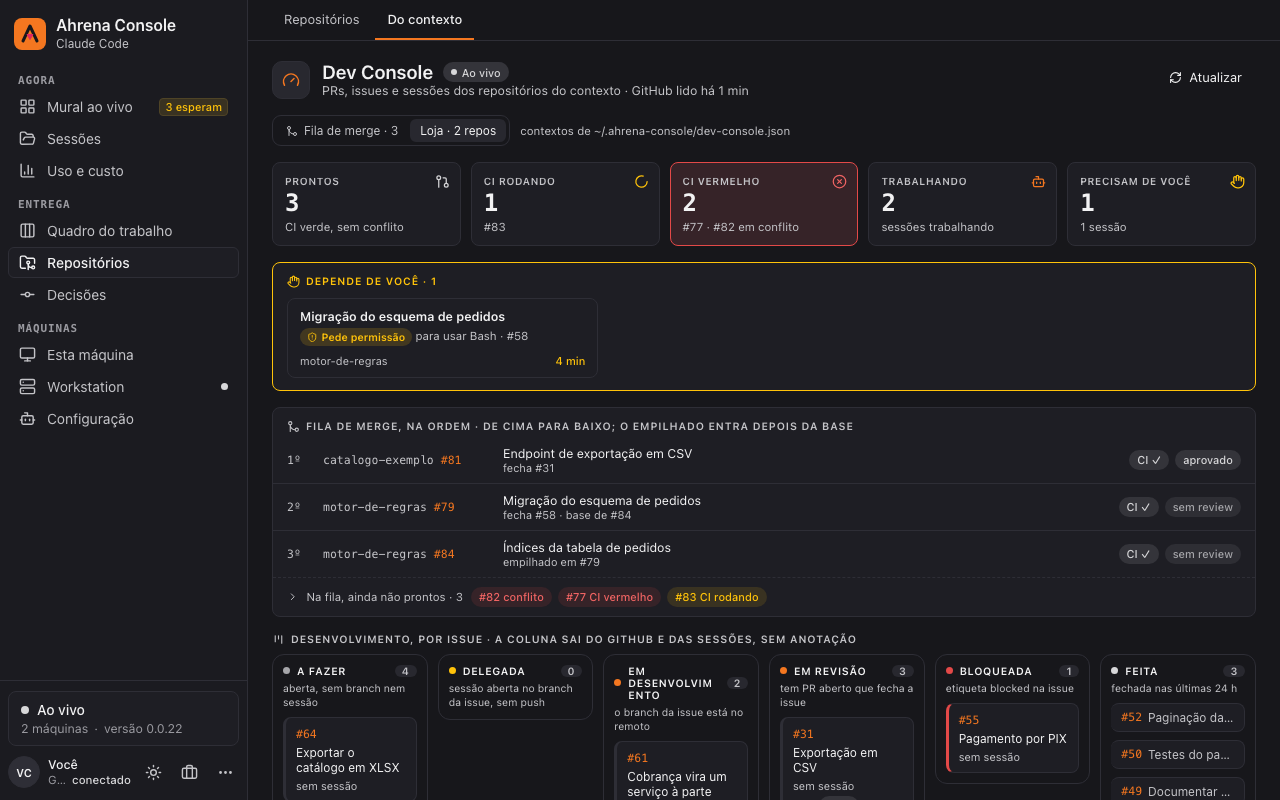 Ahrena Console
Claude Code
AGORA
Mural ao vivo
3 esperam
Sessões
Uso e custo
ENTREGA
Quadro do trabalho
Repositórios
Decisões
MÁQUINAS
Esta máquina
Workstation
Configuração
Ao vivo
2 máquinas · versão 0.0.22
VC
Você
G... conectado
Repositórios
Do contexto
Dev Console
Ao vivo
PRs, issues e sessões dos repositórios do contexto · GitHub lido há 1 min
Atualizar
Fila de merge · 3
Loja · 2 repos
contextos de ~/.ahrena-console/dev-console.json
PRONTOS
3
CI verde, sem conflito
CI RODANDO
1
#83
CI VERMELHO
2
#77 · #82 em conflito
TRABALHANDO
2
sessões trabalhando
PRECISAM DE VOCÊ
1
1 sessão
DEPENDE DE VOCÊ · 1
Migração do esquema de pedidos
Pede permissão para usar Bash · #58
motor-de-regras
4 min
FILA DE MERGE, NA ORDEM · DE CIMA PARA BAIXO; O EMPILHADO ENTRA DEPOIS DA BASE
1º
catalogo-exemplo #81
Endpoint de exportação em CSV
fecha #31
CI ✓
aprovado
2º
motor-de-regras #79
Migração do esquema de pedidos
fecha #58 · base de #84
CI ✓
sem review
3º
motor-de-regras #84
Índices da tabela de pedidos
empilhado em #79
CI ✓
sem review
Na fila, ainda não prontos · 3
#82 conflito
#77 CI vermelho
#83 CI rodando
DESENVOLVIMENTO, POR ISSUE · A COLUNA SAI DO GITHUB E DAS SESSÕES, SEM ANOTAÇÃO
A FAZER
4
aberta, sem branch nem
sessão
#64
Exportar o
catálogo em XLSX
sem sessão
DELEGADA
0
sessão aberta no branch
da issue, sem push
EM
DESENVOLVIM
ENTO
2
o branch da issue está no
remoto
#61
Cobrança vira um
serviço à parte
EM REVISÃO
3
tem PR aberto que fecha a
issue
#31
Exportação em
CSV
sem sessão
BLOQUEADA
1
etiqueta blocked na issue
#55
Pagamento por PIX
sem sessão
FEITA
3
fechada nas últimas 24 h
#52 Paginação da...
#50 Testes do pa...
#49 Documentar ...